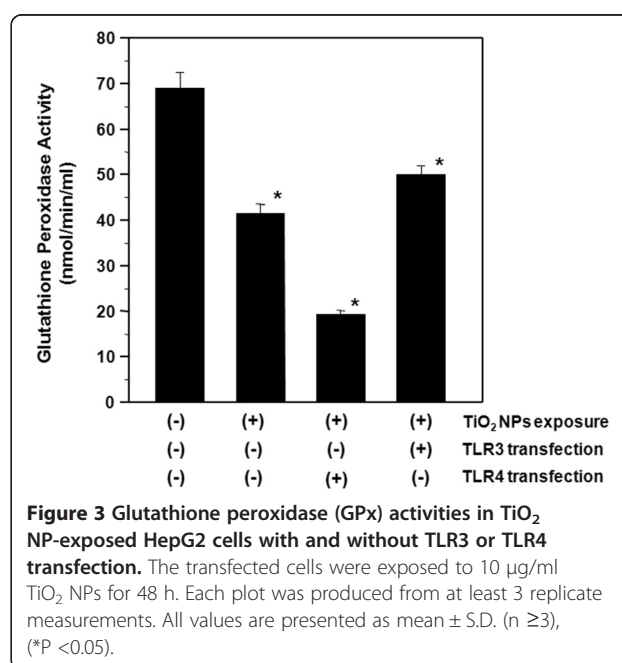 80
70
60
50
40
30
20
10
0
Glutathione Peroxidase Activity
(nmol/min/ml)
*
*
*
(-) (+) (+) (+) TiO₂ NPs exposure
(-) (-) (-) (+) TLR3 transfection
(-) (-) (+) (-) TLR4 transfection
Figure 3 Glutathione peroxidase (GPx) activities in TiO₂
NP-exposed HepG2 cells with and without TLR3 or TLR4
transfection. The transfected cells were exposed to 10 μg/ml
TiO₂ NPs for 48 h. Each plot was produced from at least 3 replicate
measurements. All values are presented as mean ± S.D. (n ≥3),
(*P <0.05).